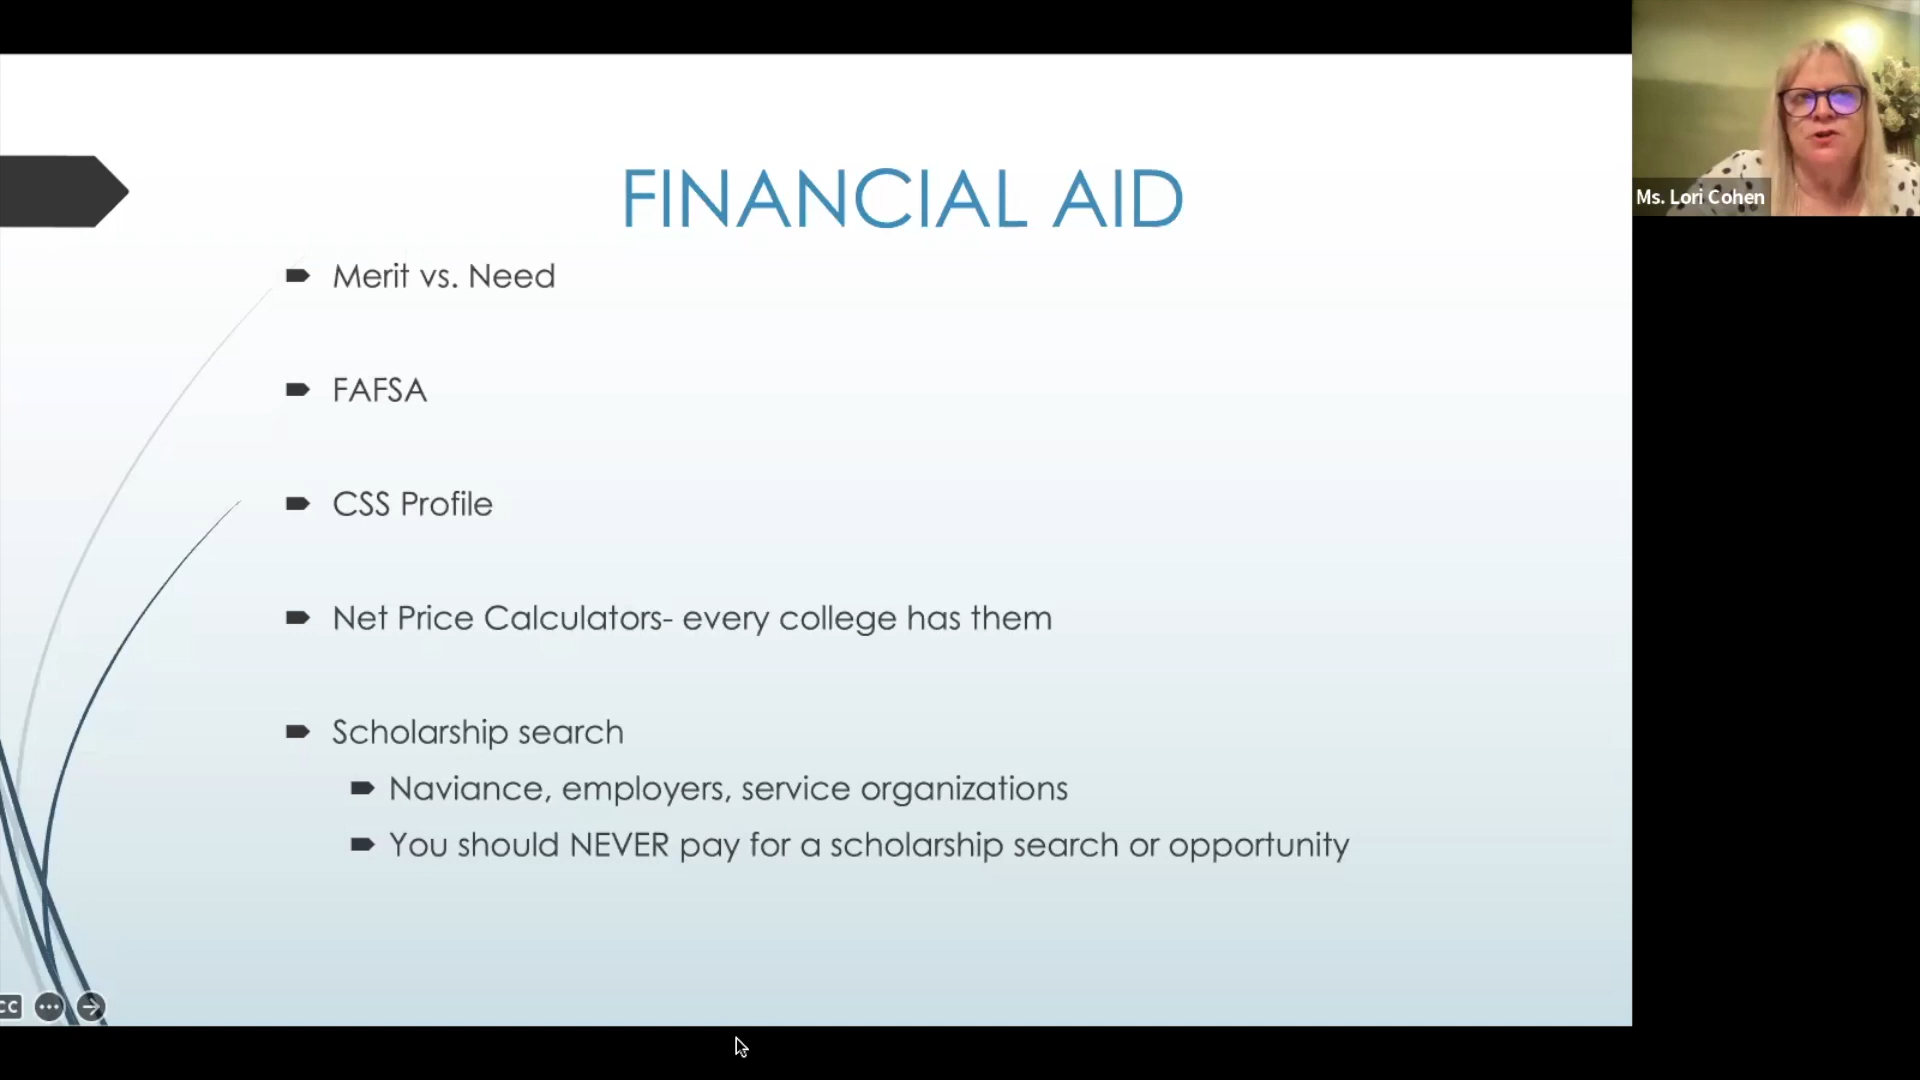 FINANCIAL AID
Merit vs. Need
FAFSA
CSS Profile
Net Price Calculators- every college has them
Scholarship search
Naviance, employers, service organizations
You should NEVER pay for a scholarship search or opportunity
Ms. Lori Cohen
CC